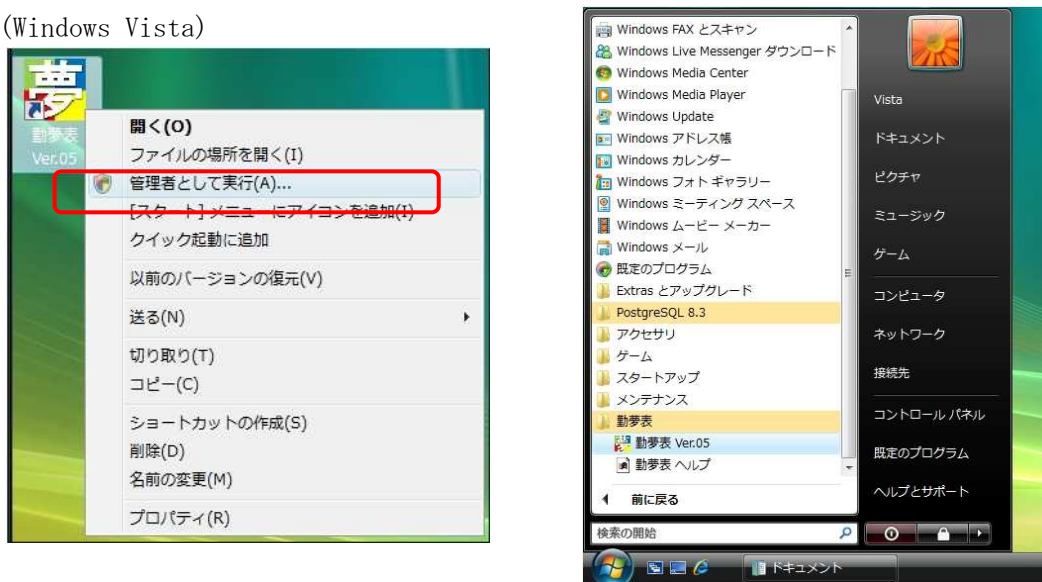 (Windows Vista)
夢
勤夢表
Ver.05
開く(O)
ファイルの場所を開く(I)
管理者として実行(A)...
[スタート] メニューにアイコンを追加(I)
クイック起動に追加
以前のバージョンの復元(V)
送る(N)
切り取り(T)
コピー(C)
ショートカットの作成(S)
削除(D)
名前の変更(M)
プロパティ(R)
Windows FAX とスキャン
Windows Live Messenger ダウンロード
Windows Media Center
Windows Media Player
Windows Update
Windows アドレス帳
Windows カレンダー
Windows フォト ギャラリー
Windows ミーティング スペース
Windows ムービー メーカー
Windows メール
既定のプログラム
Extras とアップグレード
PostgreSQL 8.3
アクセサリ
ゲーム
スタートアップ
メンテナンス
勤夢表
勤夢表 Ver.05
勤夢表 ヘルプ
前に戻る
検索の開始
Vista
ドキュメント
ピクチャ
ミュージック
ゲーム
コンピュータ
ネットワーク
接続先
コントロール パネル
既定のプログラム
ヘルプとサポート
ドキュメント